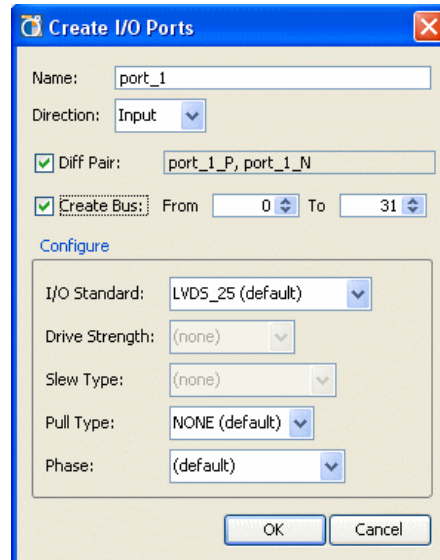 Create I/O Ports
Name: port_1
Direction: Input
Diff Pair: port_1_P, port_1_N
Create Bus: From 0 To 31
Configure
I/O Standard: LVDS_25 (default)
Drive Strength: (none)
Slew Type: (none)
Pull Type: NONE (default)
Phase: (default)
OK Cancel